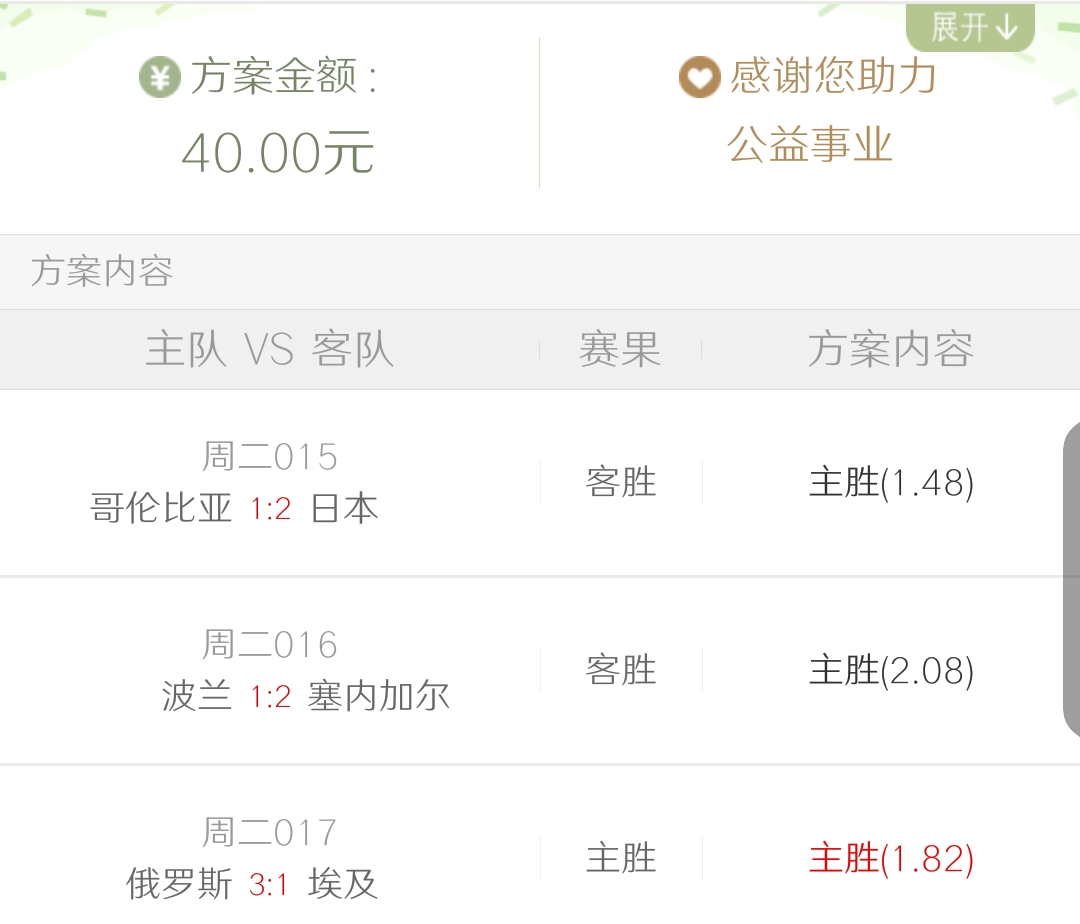 展开↓
¥ 方案金额：
40.00元
感谢您助力
公益事业
方案内容
主队 VS 客队 赛果 方案内容
周二015
哥伦比亚 1:2 日本 客胜 主胜(1.48)
周二016
波兰 1:2 塞内加尔 客胜 主胜(2.08)
周二017
俄罗斯 3:1 埃及 主胜 主胜(1.82)